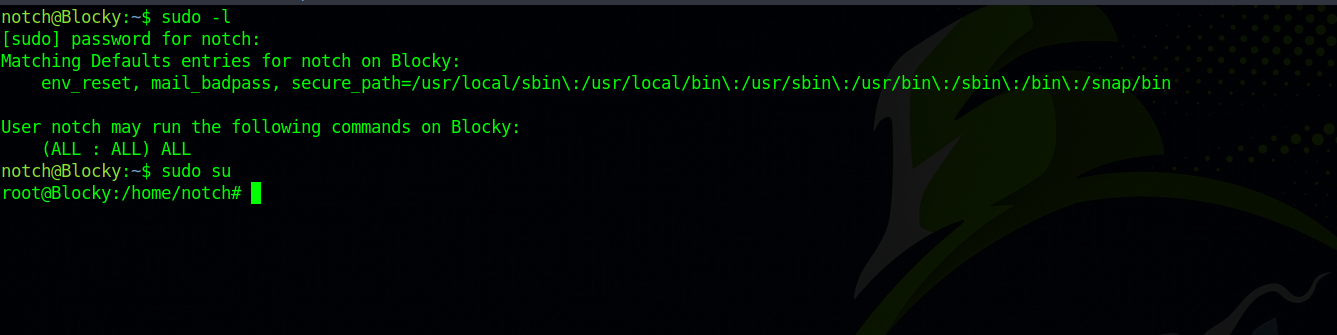 notch@Blocky:~$ sudo -l
[sudo] password for notch:
Matching Defaults entries for notch on Blocky:
    env_reset, mail_badpass, secure_path=/usr/local/sbin\:/usr/local/bin\:/usr/sbin\:/usr/bin\:/sbin\:/bin\:/snap/bin

User notch may run the following commands on Blocky:
    (ALL : ALL) ALL
notch@Blocky:~$ sudo su
root@Blocky:/home/notch#